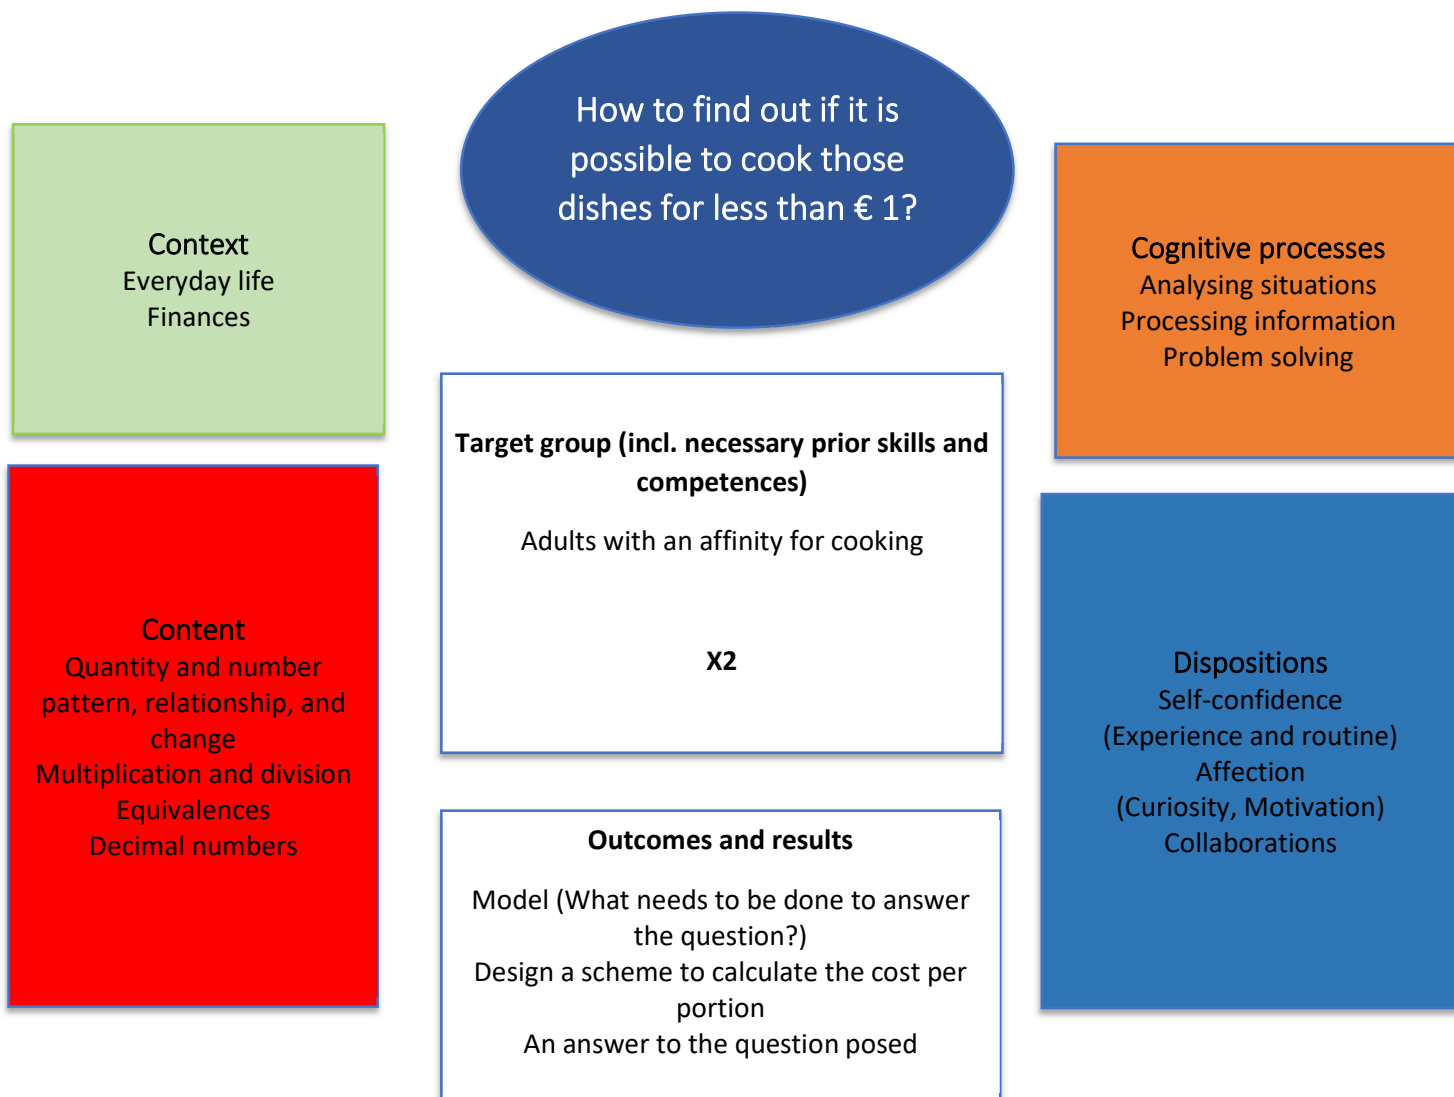 How to find out if it is
possible to cook those
dishes for less than € 1?
Context
Everyday life
Finances
Cognitive processes
Analysing situations
Processing information
Problem solving
Target group (incl. necessary prior skills and
competences)
Adults with an affinity for cooking
X2
Content
Quantity and number
pattern, relationship, and
change
Multiplication and division
Equivalences
Decimal numbers
Dispositions
Self-confidence
(Experience and routine)
Affection
(Curiosity, Motivation)
Collaborations
Outcomes and results
Model (What needs to be done to answer
the question?)
Design a scheme to calculate the cost per
portion
An answer to the question posed